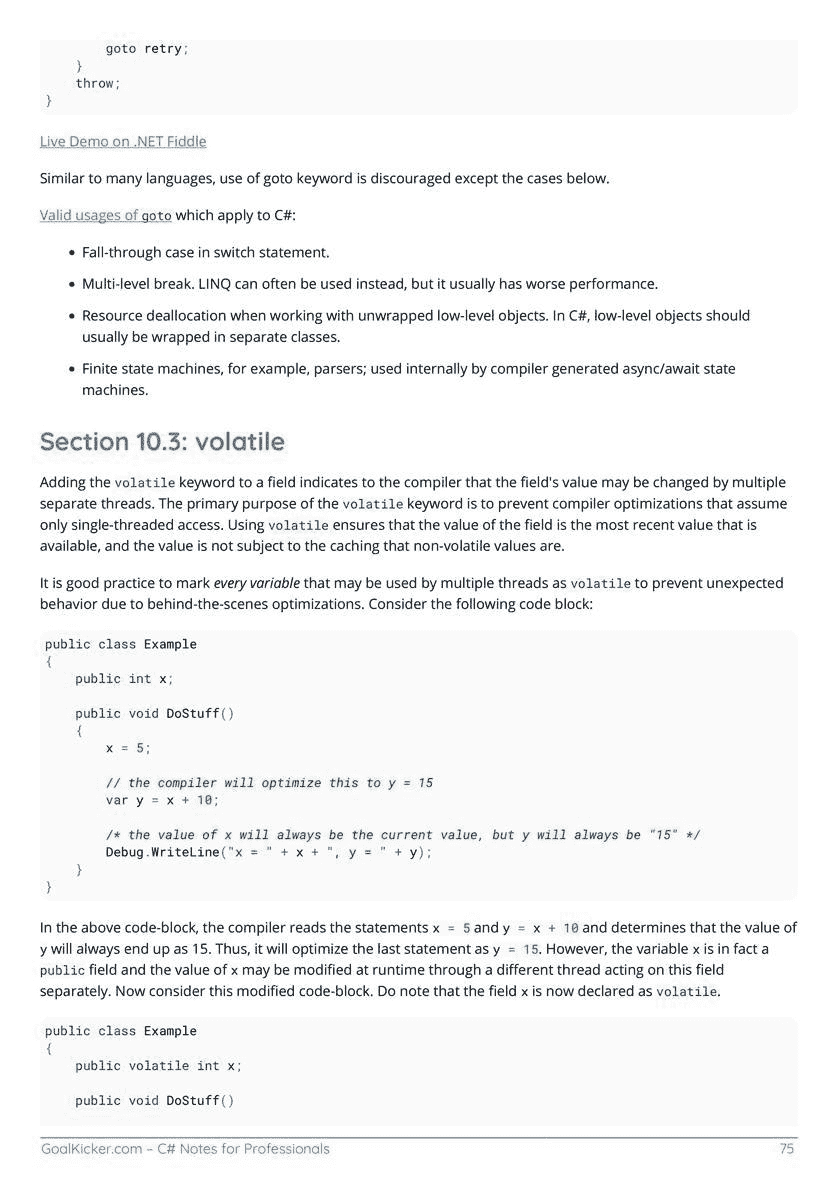 goto retry;
    }
    throw;
}
Live Demo on .NET Fiddle
Similar to many languages, use of goto keyword is discouraged except the cases below.
Valid usages of goto which apply to C#:
• Fall-through case in switch statement.
• Multi-level break. LINQ can often be used instead, but it usually has worse performance.
• Resource deallocation when working with unwrapped low-level objects. In C#, low-level objects should
usually be wrapped in separate classes.
• Finite state machines, for example, parsers; used internally by compiler generated async/await state
machines.
Section 10.3: volatile
Adding the volatile keyword to a field indicates to the compiler that the field's value may be changed by multiple
separate threads. The primary purpose of the volatile keyword is to prevent compiler optimizations that assume
only single-threaded access. Using volatile ensures that the value of the field is the most recent value that is
available, and the value is not subject to the caching that non-volatile values are.
It is good practice to mark every variable that may be used by multiple threads as volatile to prevent unexpected
behavior due to behind-the-scenes optimizations. Consider the following code block:
public class Example
{
    public int x;
    public void DoStuff()
    {
        x = 5;
        // the compiler will optimize this to y = 15
        var y = x + 10;
        /* the value of x will always be the current value, but y will always be "15" */
        Debug.WriteLine("x = " + x + ", y = " + y);
    }
}
In the above code-block, the compiler reads the statements x = 5 and y = x + 10 and determines that the value of
y will always end up as 15. Thus, it will optimize the last statement as y = 15. However, the variable x is in fact a
public field and the value of x may be modified at runtime through a different thread acting on this field
separately. Now consider this modified code-block. Do note that the field x is now declared as volatile.
public class Example
{
    public volatile int x;
    public void DoStuff()
GoalKicker.com – C# Notes for Professionals 75